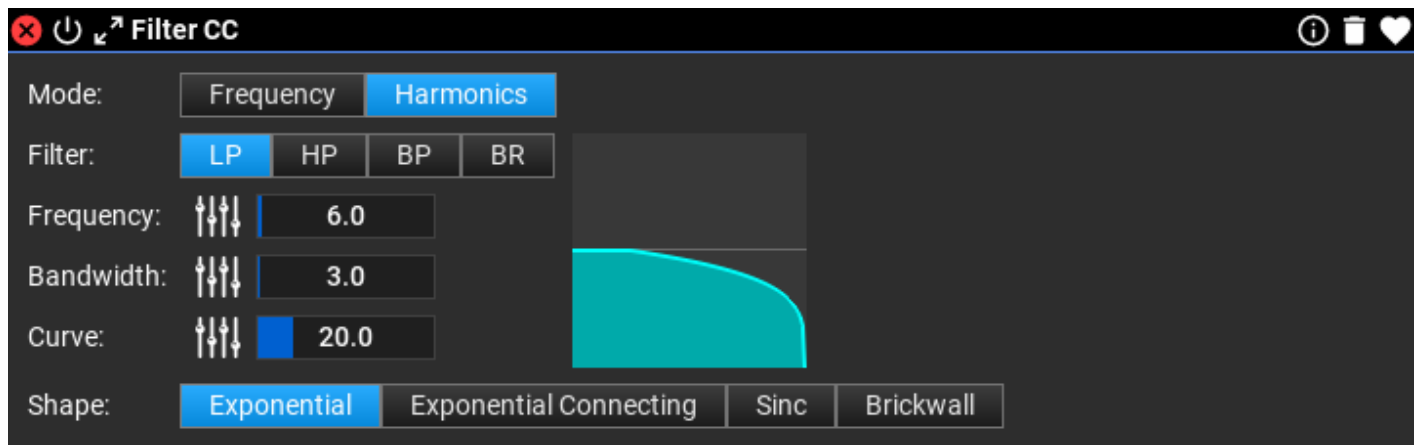 Filter CC
Mode: Frequency Harmonics
Filter: LP HP BP BR
Frequency: 6.0
Bandwidth: 3.0
Curve: 20.0
Shape: Exponential Exponential Connecting Sinc Brickwall